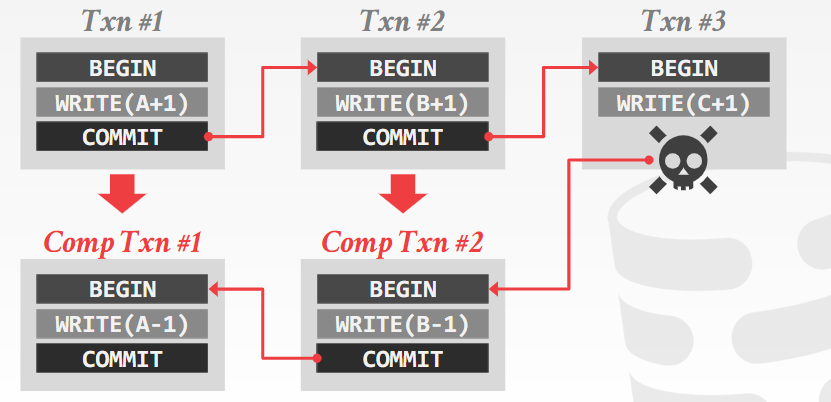 Txn #1
BEGIN
WRITE(A+1)
COMMIT
Txn #2
BEGIN
WRITE(B+1)
COMMIT
Txn #3
BEGIN
WRITE(C+1)
Comp Txn #1
BEGIN
WRITE(A-1)
COMMIT
Comp Txn #2
BEGIN
WRITE(B-1)
COMMIT